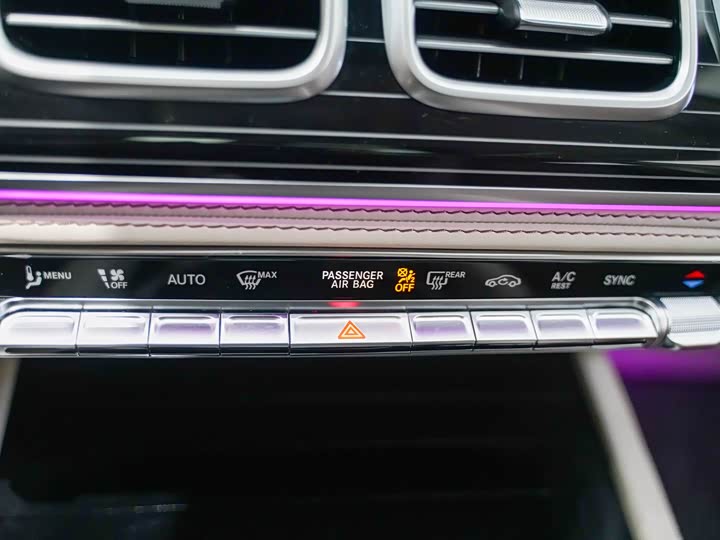 MENU
OFF
AUTO
MAX
PASSENGER
AIR BAG
OFF
REAR
A/C
REST
SYNC